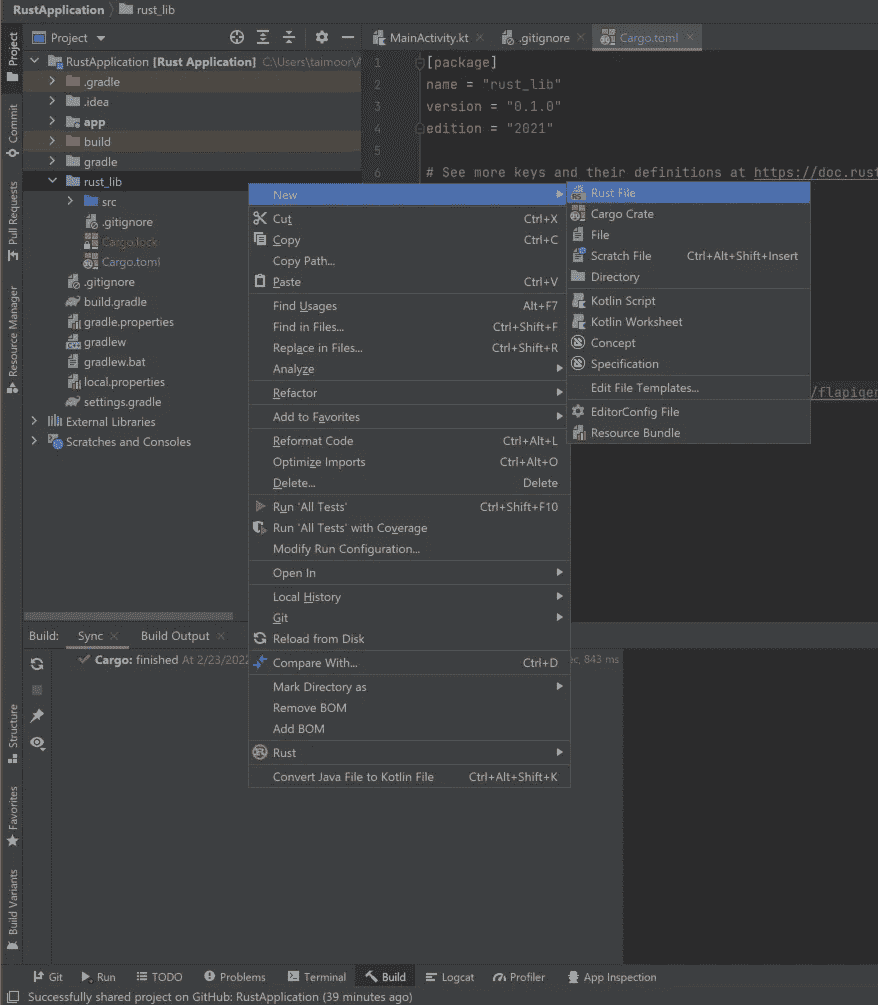 RustApplication rust_lib
Project
MainActivity.kt .gitignore Cargo.toml
RustApplication [Rust Application] C:\Users\taimoor\
.gradle
.idea
app
build
gradle
rust_lib
src
.gitignore
Cargo.lock
Cargo.toml
.gitignore
build.gradle
gradle.properties
gradlew
gradlew.bat
local.properties
settings.gradle
External Libraries
Scratches and Consoles
1 [package]
2 name = "rust_lib"
3 version = "0.1.0"
4 edition = "2021"
5
6 # See more keys and their definitions at https://doc.rust
/flapigen
New
Cut Ctrl+X
Copy Ctrl+C
Copy Path...
Paste Ctrl+V
Find Usages Alt+F7
Find in Files... Ctrl+Shift+F
Replace in Files... Ctrl+Shift+R
Analyze
Refactor
Add to Favorites
Reformat Code Ctrl+Alt+L
Optimize Imports Ctrl+Alt+O
Delete... Delete
Run 'All Tests' Ctrl+Shift+F10
Run 'All Tests' with Coverage
Modify Run Configuration...
Open In
Local History
Git
Reload from Disk
Compare With... Ctrl+D
Mark Directory as
Remove BOM
Add BOM
Rust
Convert Java File to Kotlin File Ctrl+Alt+Shift+K
Rust File
Cargo Crate
File
Scratch File Ctrl+Alt+Shift+Insert
Directory
Kotlin Script
Kotlin Worksheet
Concept
Specification
Edit File Templates...
EditorConfig File
Resource Bundle
Project
Commit
Pull Requests
Resource Manager
Structure
Favorites
Build Variants
Build: Sync Build Output
Cargo: finished At 2/23/2022 843 ms
Git Run TODO Problems Terminal Build Logcat Profiler App Inspection
Successfully shared project on GitHub: RustApplication (39 minutes ago)